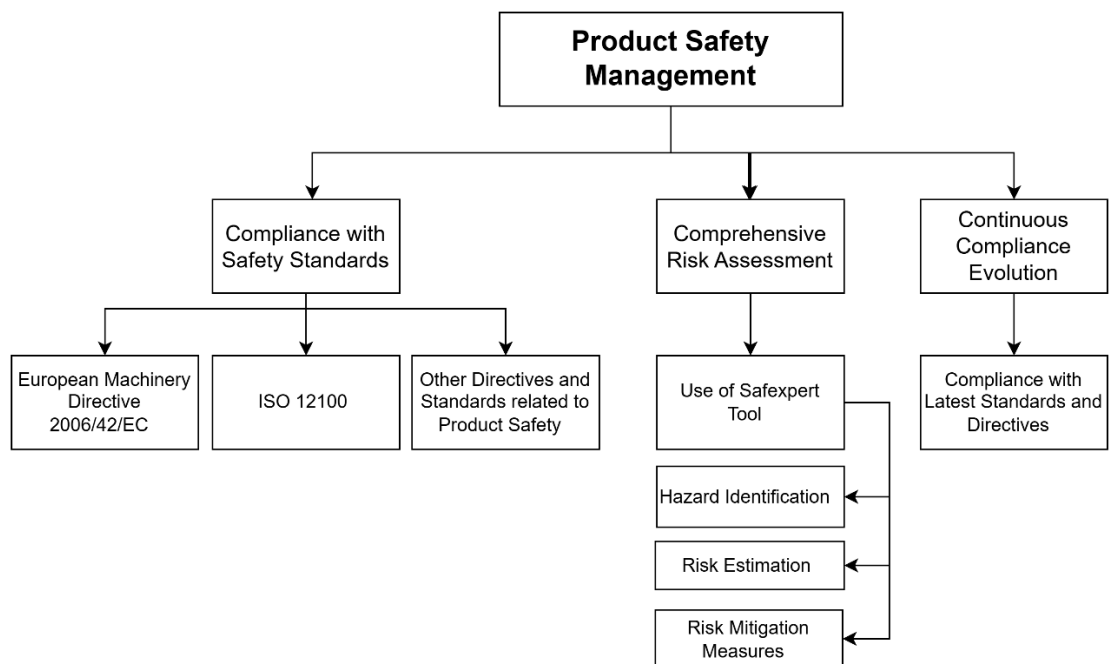 Product Safety
Management
Compliance with
Safety Standards
Comprehensive
Risk Assessment
Continuous
Compliance
Evolution
European Machinery
Directive
2006/42/EC
ISO 12100
Other Directives and
Standards related to
Product Safety
Use of Safexpert
Tool
Compliance with
Latest Standards and
Directives
Hazard Identification
Risk Estimation
Risk Mitigation
Measures